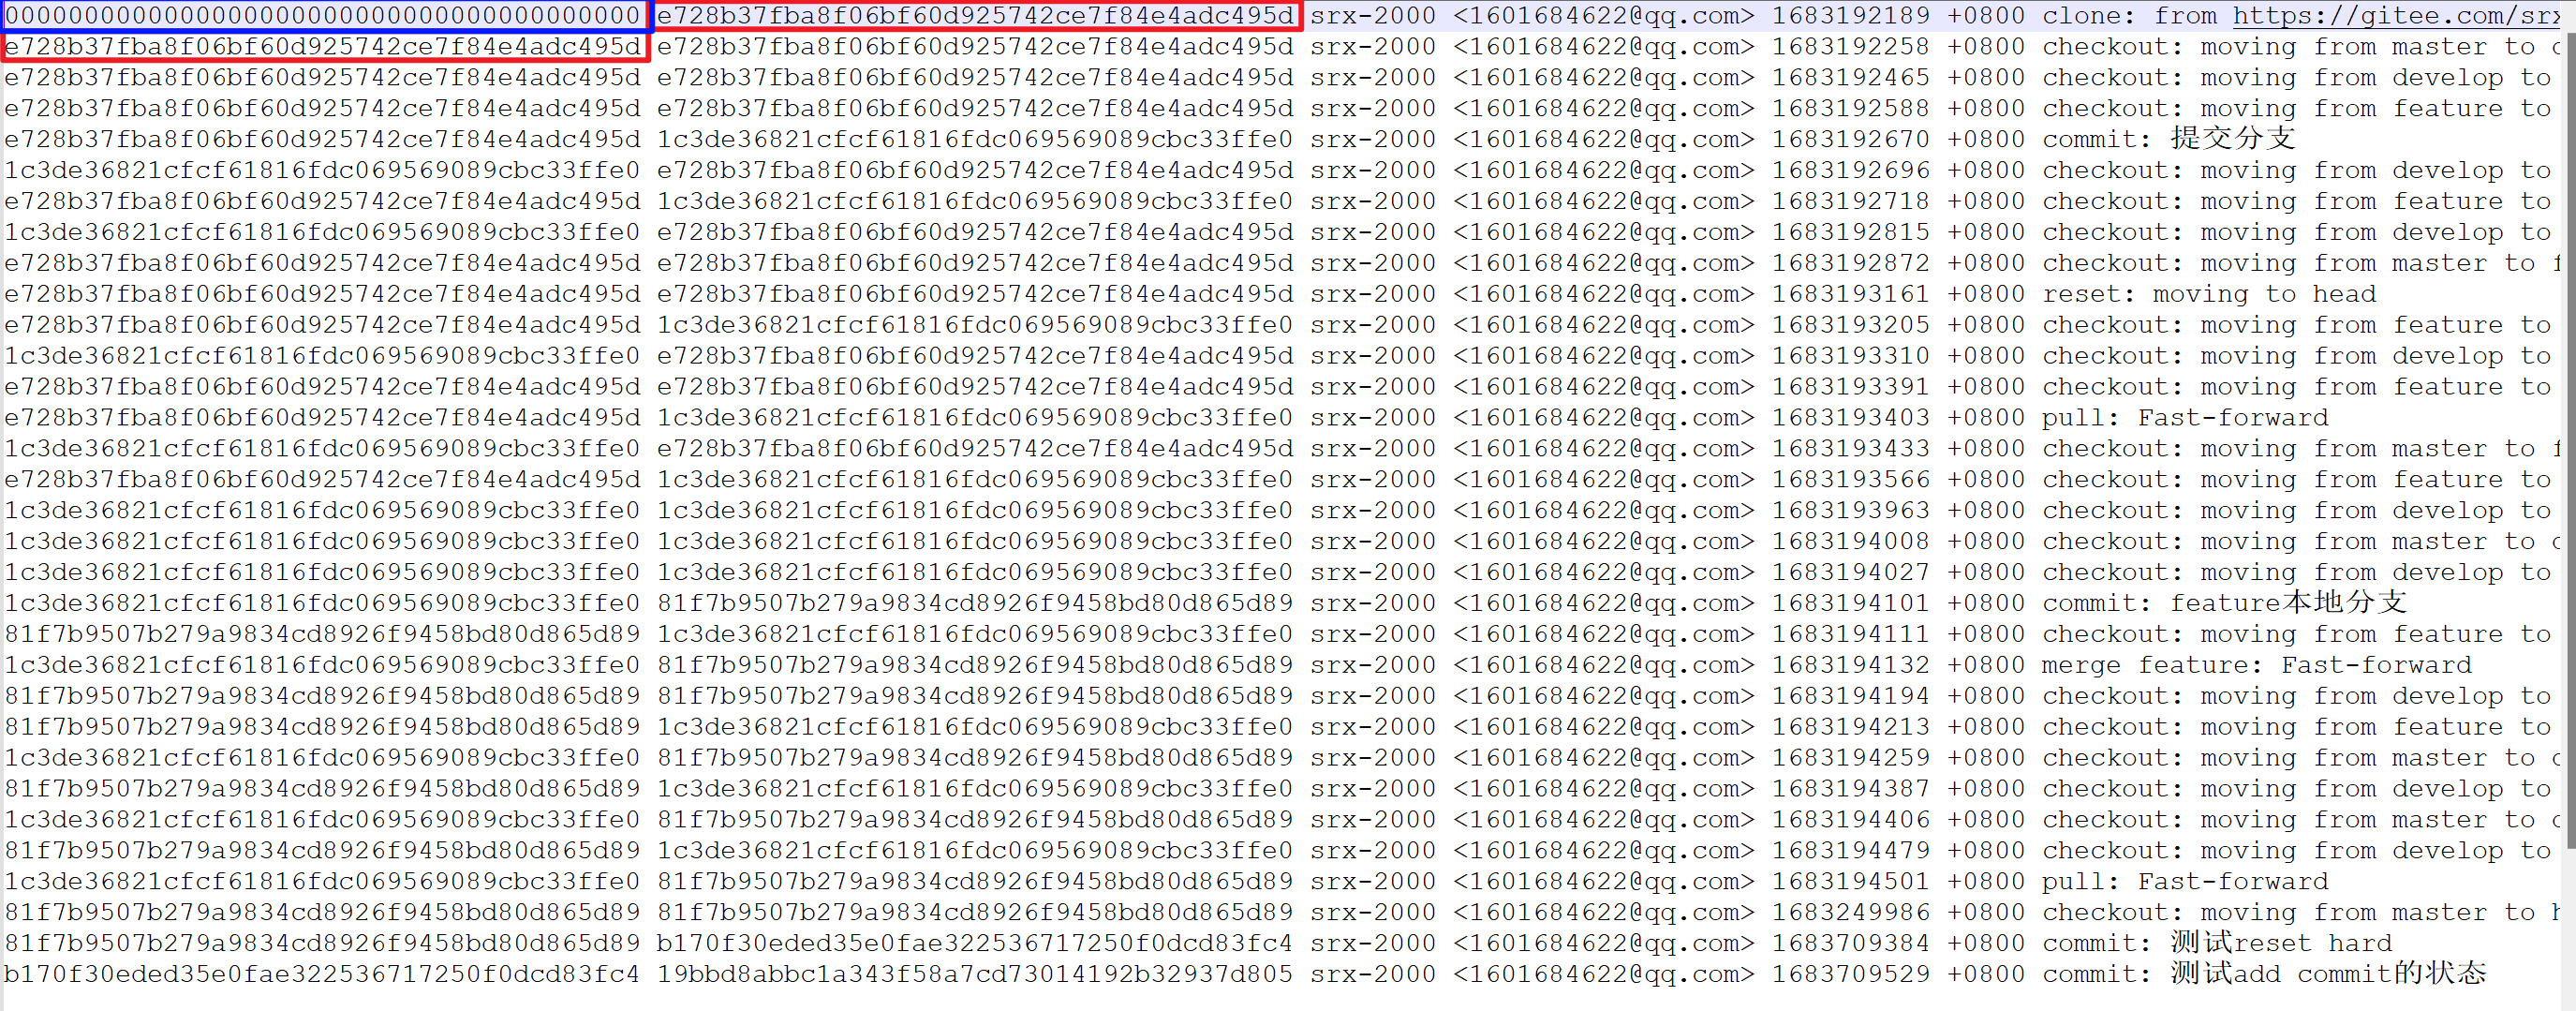 0000000000000000000000000000000000000000 e728b37fba8f06bf60d925742ce7f84e4adc495d srx-2000 <1601684622@qq.com> 1683192189 +0800 clone: from https://gitee.com/srx
e728b37fba8f06bf60d925742ce7f84e4adc495d e728b37fba8f06bf60d925742ce7f84e4adc495d srx-2000 <1601684622@qq.com> 1683192258 +0800 checkout: moving from master to
e728b37fba8f06bf60d925742ce7f84e4adc495d e728b37fba8f06bf60d925742ce7f84e4adc495d srx-2000 <1601684622@qq.com> 1683192465 +0800 checkout: moving from develop to
e728b37fba8f06bf60d925742ce7f84e4adc495d e728b37fba8f06bf60d925742ce7f84e4adc495d srx-2000 <1601684622@qq.com> 1683192588 +0800 checkout: moving from feature to
e728b37fba8f06bf60d925742ce7f84e4adc495d 1c3de36821cfcf61816fdc069569089cbc33ffe0 srx-2000 <1601684622@qq.com> 1683192670 +0800 commit: 提交分支
1c3de36821cfcf61816fdc069569089cbc33ffe0 e728b37fba8f06bf60d925742ce7f84e4adc495d srx-2000 <1601684622@qq.com> 1683192696 +0800 checkout: moving from develop to
e728b37fba8f06bf60d925742ce7f84e4adc495d 1c3de36821cfcf61816fdc069569089cbc33ffe0 srx-2000 <1601684622@qq.com> 1683192718 +0800 checkout: moving from feature to
1c3de36821cfcf61816fdc069569089cbc33ffe0 e728b37fba8f06bf60d925742ce7f84e4adc495d srx-2000 <1601684622@qq.com> 1683192815 +0800 checkout: moving from develop to
e728b37fba8f06bf60d925742ce7f84e4adc495d e728b37fba8f06bf60d925742ce7f84e4adc495d srx-2000 <1601684622@qq.com> 1683192872 +0800 checkout: moving from master to f
e728b37fba8f06bf60d925742ce7f84e4adc495d e728b37fba8f06bf60d925742ce7f84e4adc495d srx-2000 <1601684622@qq.com> 1683193161 +0800 reset: moving to head
e728b37fba8f06bf60d925742ce7f84e4adc495d 1c3de36821cfcf61816fdc069569089cbc33ffe0 srx-2000 <1601684622@qq.com> 1683193205 +0800 checkout: moving from feature to
1c3de36821cfcf61816fdc069569089cbc33ffe0 e728b37fba8f06bf60d925742ce7f84e4adc495d srx-2000 <1601684622@qq.com> 1683193310 +0800 checkout: moving from develop to
e728b37fba8f06bf60d925742ce7f84e4adc495d e728b37fba8f06bf60d925742ce7f84e4adc495d srx-2000 <1601684622@qq.com> 1683193391 +0800 checkout: moving from feature to
e728b37fba8f06bf60d925742ce7f84e4adc495d 1c3de36821cfcf61816fdc069569089cbc33ffe0 srx-2000 <1601684622@qq.com> 1683193403 +0800 pull: Fast-forward
1c3de36821cfcf61816fdc069569089cbc33ffe0 e728b37fba8f06bf60d925742ce7f84e4adc495d srx-2000 <1601684622@qq.com> 1683193433 +0800 checkout: moving from master to f
e728b37fba8f06bf60d925742ce7f84e4adc495d 1c3de36821cfcf61816fdc069569089cbc33ffe0 srx-2000 <1601684622@qq.com> 1683193566 +0800 checkout: moving from feature to
1c3de36821cfcf61816fdc069569089cbc33ffe0 1c3de36821cfcf61816fdc069569089cbc33ffe0 srx-2000 <1601684622@qq.com> 1683193963 +0800 checkout: moving from develop to
1c3de36821cfcf61816fdc069569089cbc33ffe0 1c3de36821cfcf61816fdc069569089cbc33ffe0 srx-2000 <1601684622@qq.com> 1683194008 +0800 checkout: moving from master to
1c3de36821cfcf61816fdc069569089cbc33ffe0 1c3de36821cfcf61816fdc069569089cbc33ffe0 srx-2000 <1601684622@qq.com> 1683194027 +0800 checkout: moving from develop to
1c3de36821cfcf61816fdc069569089cbc33ffe0 81f7b9507b279a9834cd8926f9458bd80d865d89 srx-2000 <1601684622@qq.com> 1683194101 +0800 commit: feature本地分支
81f7b9507b279a9834cd8926f9458bd80d865d89 1c3de36821cfcf61816fdc069569089cbc33ffe0 srx-2000 <1601684622@qq.com> 1683194111 +0800 checkout: moving from feature to
1c3de36821cfcf61816fdc069569089cbc33ffe0 81f7b9507b279a9834cd8926f9458bd80d865d89 srx-2000 <1601684622@qq.com> 1683194132 +0800 merge feature: Fast-forward
81f7b9507b279a9834cd8926f9458bd80d865d89 81f7b9507b279a9834cd8926f9458bd80d865d89 srx-2000 <1601684622@qq.com> 1683194194 +0800 checkout: moving from develop to
81f7b9507b279a9834cd8926f9458bd80d865d89 1c3de36821cfcf61816fdc069569089cbc33ffe0 srx-2000 <1601684622@qq.com> 1683194213 +0800 checkout: moving from feature to
1c3de36821cfcf61816fdc069569089cbc33ffe0 81f7b9507b279a9834cd8926f9458bd80d865d89 srx-2000 <1601684622@qq.com> 1683194259 +0800 checkout: moving from master to
81f7b9507b279a9834cd8926f9458bd80d865d89 1c3de36821cfcf61816fdc069569089cbc33ffe0 srx-2000 <1601684622@qq.com> 1683194387 +0800 checkout: moving from develop to
1c3de36821cfcf61816fdc069569089cbc33ffe0 81f7b9507b279a9834cd8926f9458bd80d865d89 srx-2000 <1601684622@qq.com> 1683194406 +0800 checkout: moving from master to
81f7b9507b279a9834cd8926f9458bd80d865d89 1c3de36821cfcf61816fdc069569089cbc33ffe0 srx-2000 <1601684622@qq.com> 1683194479 +0800 checkout: moving from develop to
1c3de36821cfcf61816fdc069569089cbc33ffe0 81f7b9507b279a9834cd8926f9458bd80d865d89 srx-2000 <1601684622@qq.com> 1683194501 +0800 pull: Fast-forward
81f7b9507b279a9834cd8926f9458bd80d865d89 81f7b9507b279a9834cd8926f9458bd80d865d89 srx-2000 <1601684622@qq.com> 1683249986 +0800 checkout: moving from master to h
81f7b9507b279a9834cd8926f9458bd80d865d89 b170f30eded35e0fae322536717250f0dcd83fc4 srx-2000 <1601684622@qq.com> 1683709384 +0800 commit: 测试reset hard
b170f30eded35e0fae322536717250f0dcd83fc4 19bbd8abbc1a343f58a7cd73014192b32937d805 srx-2000 <1601684622@qq.com> 1683709529 +0800 commit: 测试add commit的状态